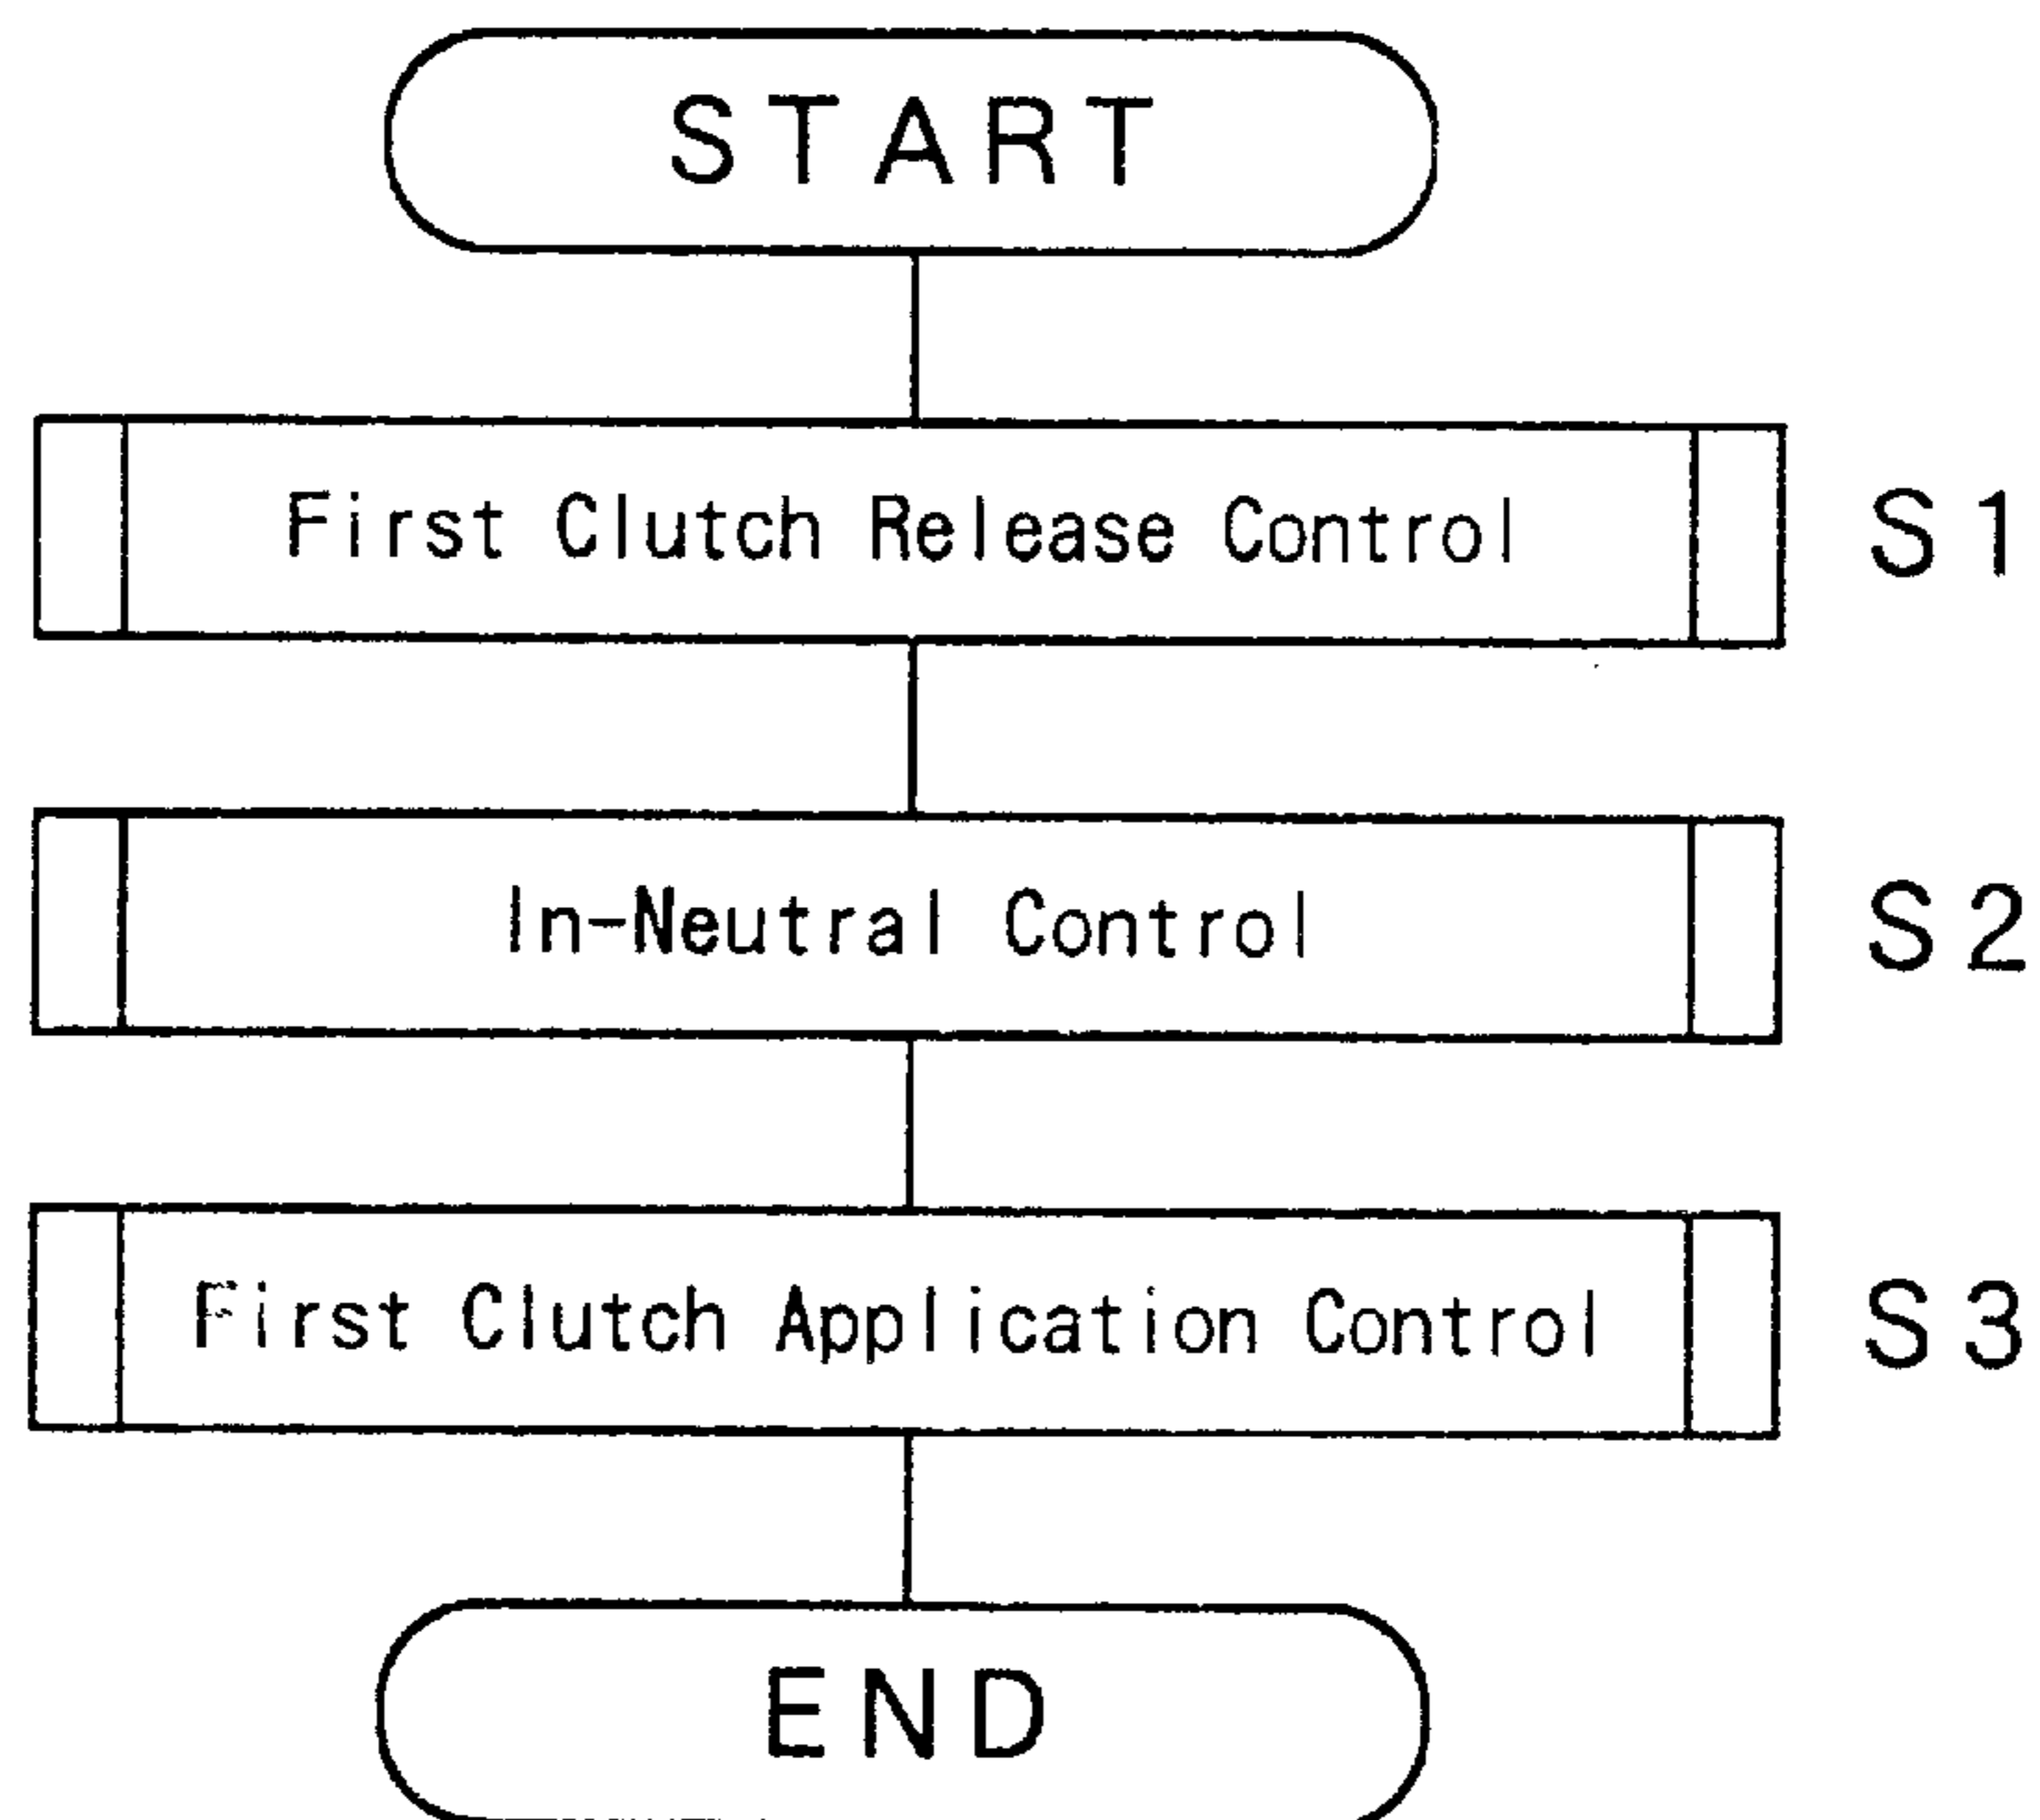 START
First Clutch Release Control S1
In-Neutral Control S2
First Clutch Application Control S3
END